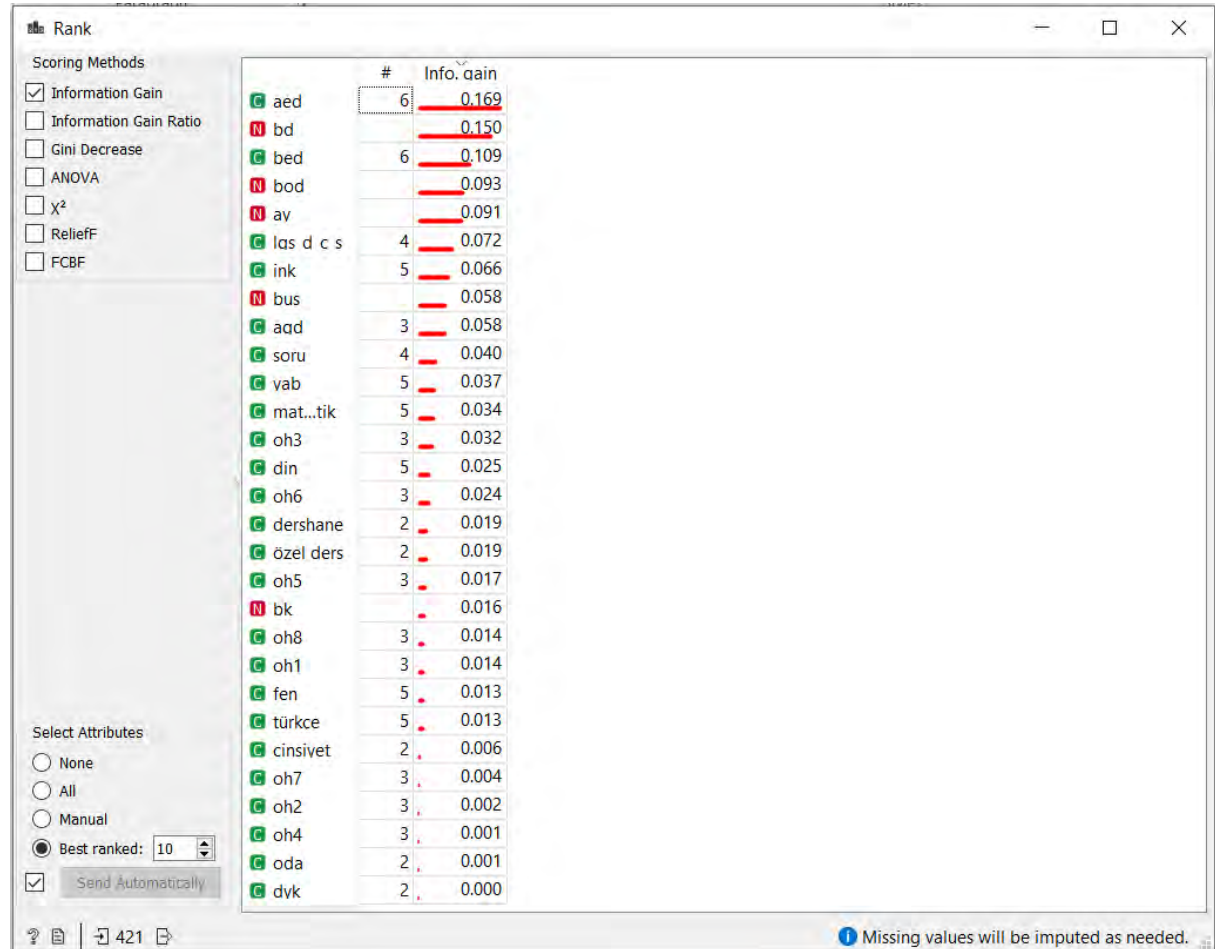 Rank
Scoring Methods
Information Gain
Information Gain Ratio
Gini Decrease
ANOVA
χ²
ReliefF
FCBF
# Info. gain
C aed 6 0.169
N bd 0.150
C bed 6 0.109
N bod 0.093
N av 0.091
C lgs d c s 4 0.072
C ink 5 0.066
N bus 0.058
C agd 3 0.058
C soru 4 0.040
C yab 5 0.037
C mat...tik 5 0.034
C oh3 3 0.032
C din 5 0.025
C oh6 3 0.024
C dershane 2 0.019
C özel ders 2 0.019
C oh5 3 0.017
N bk 0.016
C oh8 3 0.014
C oh1 3 0.014
C fen 5 0.013
C türkçe 5 0.013
C cinsiyet 2 0.006
C oh7 3 0.004
C oh2 3 0.002
C oh4 3 0.001
C oda 2 0.001
C dyk 2 0.000
Select Attributes
None
All
Manual
Best ranked: 10
Send Automatically
? 421
Missing values will be imputed as needed.